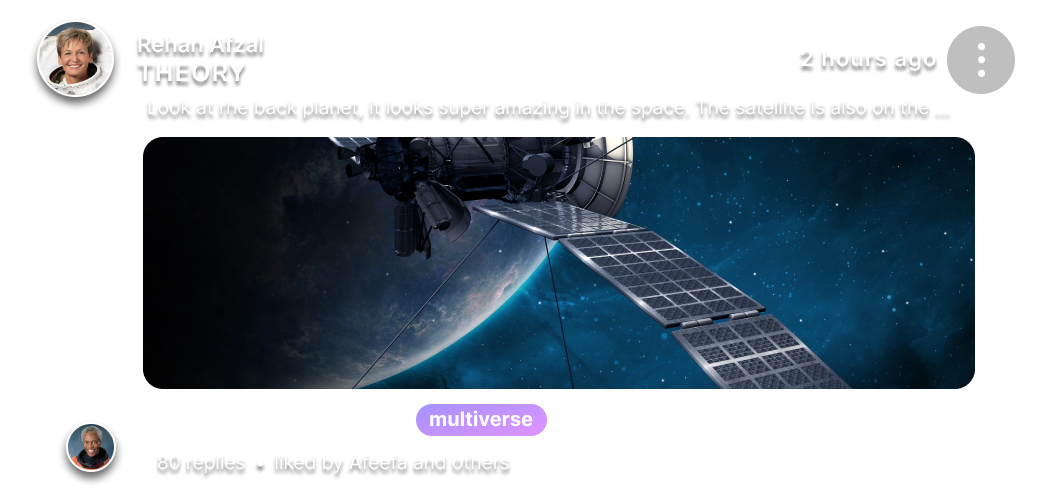 Rehan Afzal
THEORY
2 hours ago
Look at rhe back planet, it looks super amazing in the space. The satellite is also on the ...
multiverse
80 replies • liked by Afeefa and others